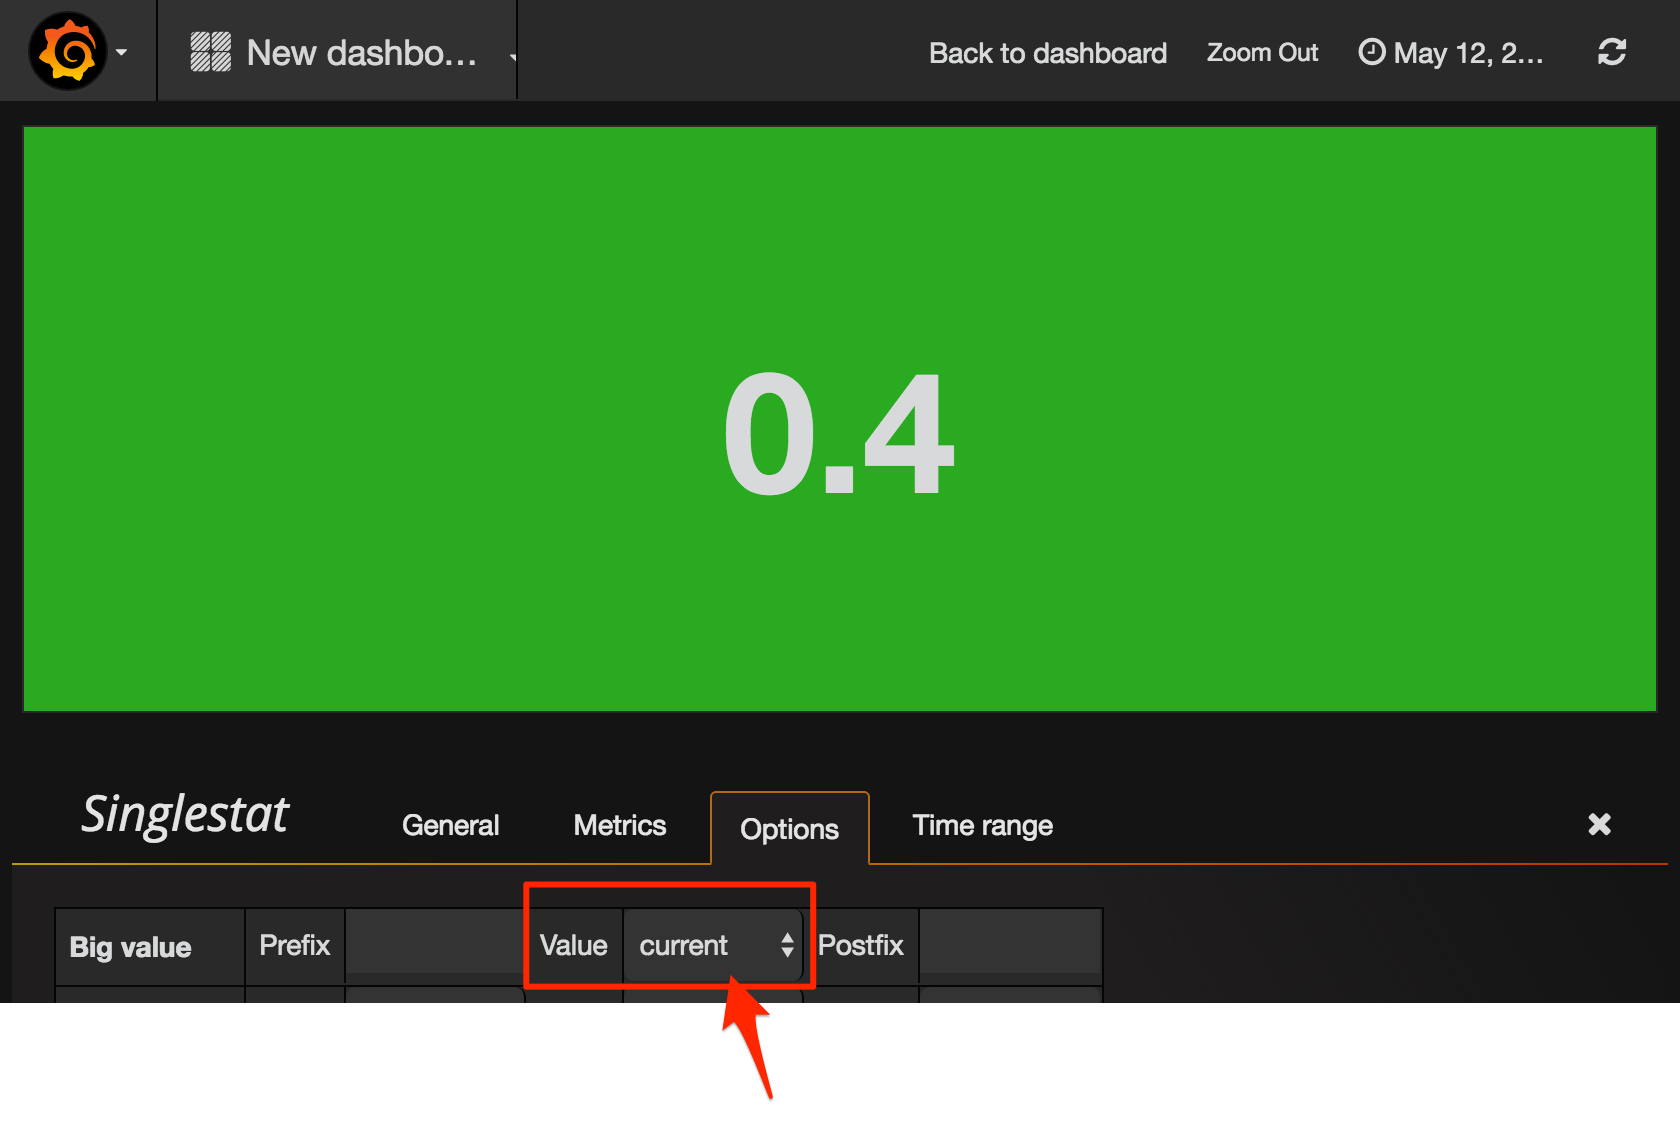 New dashbo...
Back to dashboard
Zoom Out
May 12, 2...
0.4
Singlestat
General
Metrics
Options
Time range
Big value
Prefix
Value
current
Postfix